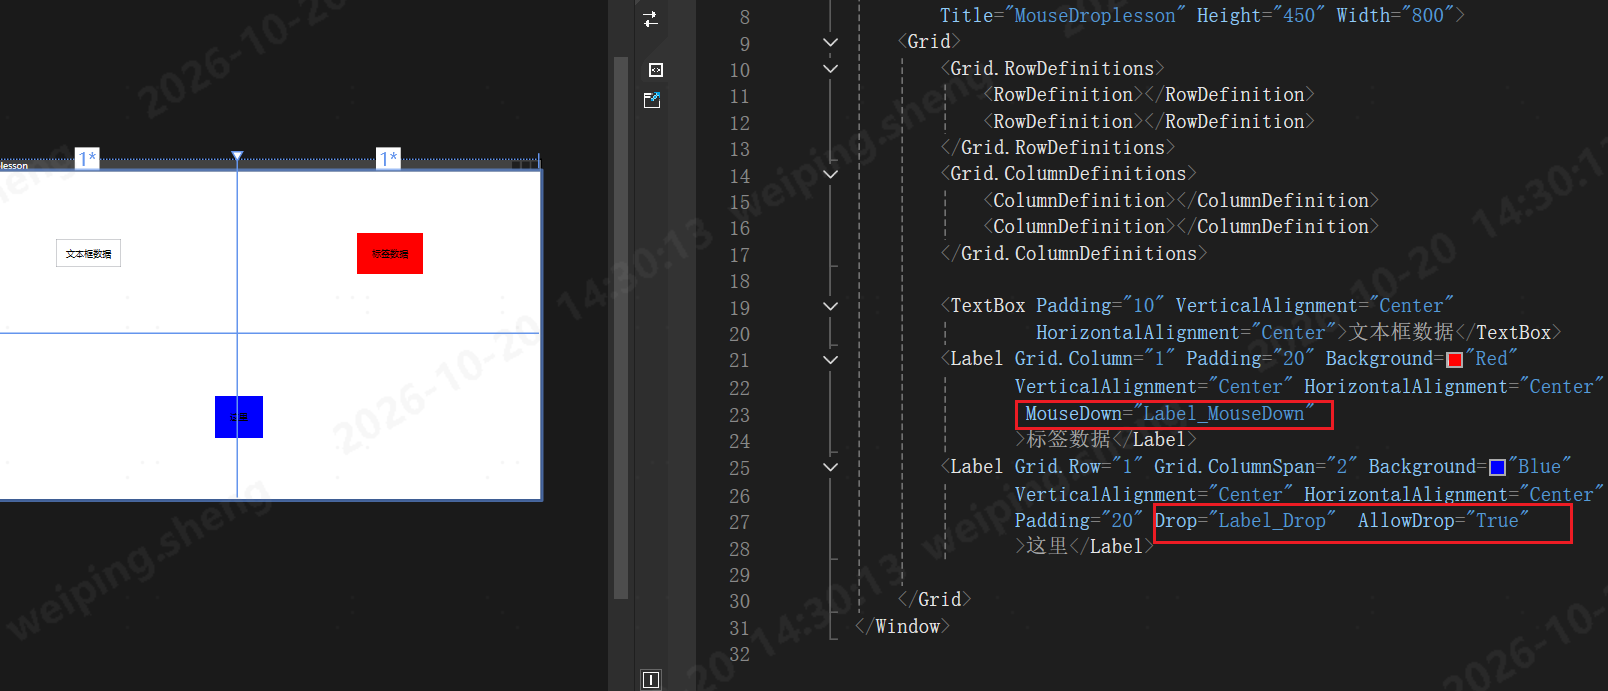 lesson
1*
1*
文本框数据
标签数据
8 Title="MouseDroplesson" Height="450" Width="800">
9 <Grid>
10 <Grid.RowDefinitions>
11 <RowDefinition></RowDefinition>
12 <RowDefinition></RowDefinition>
13 </Grid.RowDefinitions>
14 <Grid.ColumnDefinitions>
15 <ColumnDefinition></ColumnDefinition>
16 <ColumnDefinition></ColumnDefinition>
17 </Grid.ColumnDefinitions>
18
19 <TextBox Padding="10" VerticalAlignment="Center"
20 HorizontalAlignment="Center">文本框数据</TextBox>
21 <Label Grid.Column="1" Padding="20" Background="Red"
22 VerticalAlignment="Center" HorizontalAlignment="Center"
23 MouseDown="Label_MouseDown"
24 >标签数据</Label>
25 <Label Grid.Row="1" Grid.ColumnSpan="2" Background="Blue"
26 VerticalAlignment="Center" HorizontalAlignment="Center"
27 Padding="20" Drop="Label_Drop" AllowDrop="True"
28 >这里</Label>
29
30 </Grid>
31 </Window>
32
weiping.sheng 2026-10-20 14:30:13